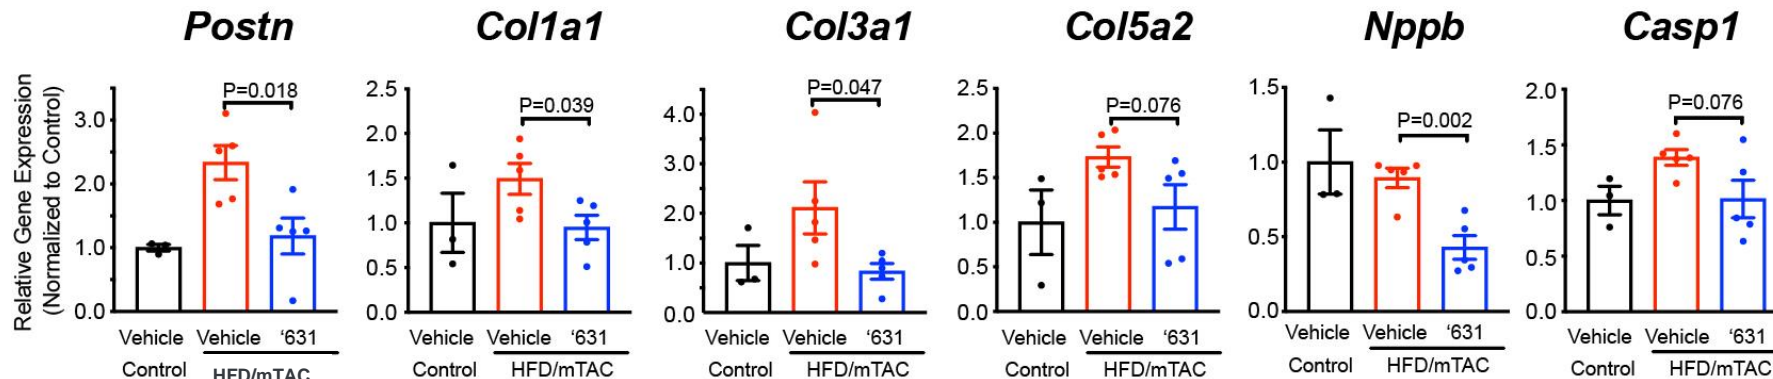 Postn
Col1a1
Col3a1
Col5a2
Nppb
Casp1
Relative Gene Expression
(Normalized to Control)
3.0
2.0
1.0
0.0
P=0.018
Vehicle Vehicle ‘631
Control HFD/mTAC
2.5
2.0
1.5
1.0
0.5
0.0
P=0.039
Vehicle Vehicle ‘631
Control HFD/mTAC
4.0
3.0
2.0
1.0
0.0
P=0.047
Vehicle Vehicle ‘631
Control HFD/mTAC
2.5
2.0
1.5
1.0
0.5
0.0
P=0.076
Vehicle Vehicle ‘631
Control HFD/mTAC
1.5
1.0
0.5
0.0
P=0.002
Vehicle Vehicle ‘631
Control HFD/mTAC
2.0
1.5
1.0
0.5
0.0
P=0.076
Vehicle Vehicle ‘631
Control HFD/mTAC